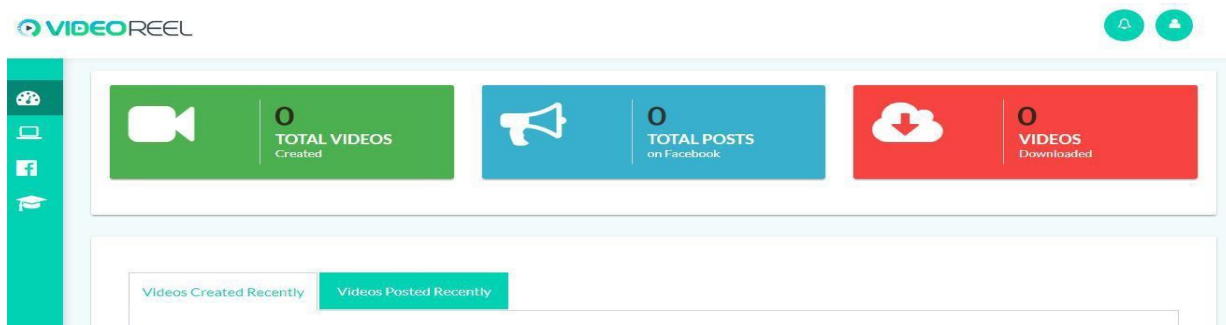 VIDEOREEL
0
TOTAL VIDEOS
Created
0
TOTAL POSTS
on Facebook
0
VIDEOS
Downloaded
Videos Created Recently
Videos Posted Recently